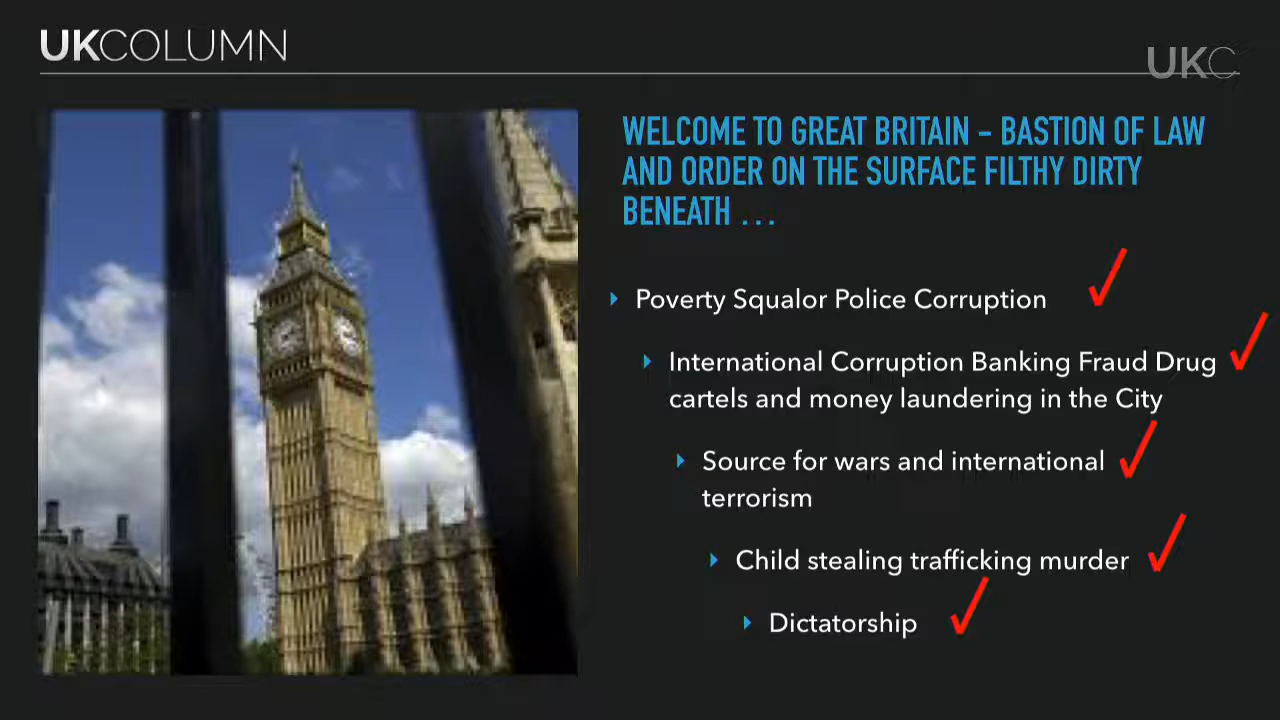 UKCOLUMN
UKC
WELCOME TO GREAT BRITAIN – BASTION OF LAW
AND ORDER ON THE SURFACE FILTHY DIRTY
BENEATH ...
Poverty Squalor Police Corruption
International Corruption Banking Fraud Drug
cartels and money laundering in the City
Source for wars and international
terrorism
Child stealing trafficking murder
Dictatorship